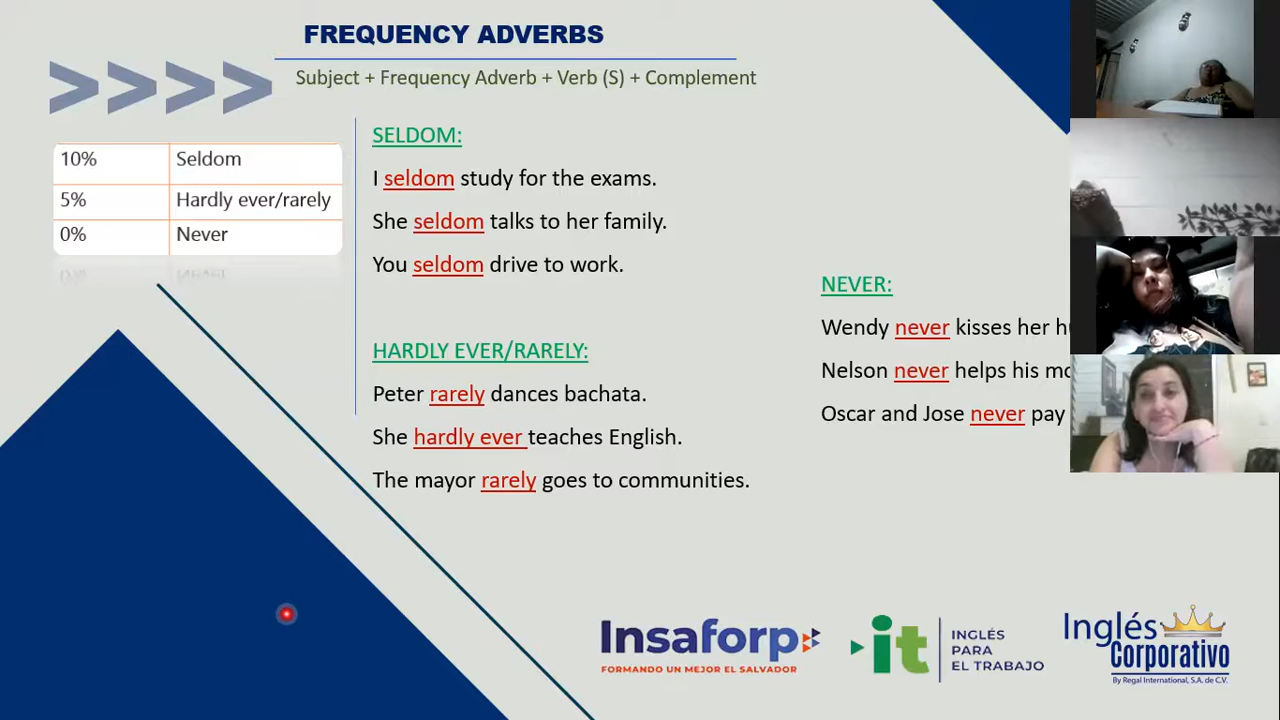 FREQUENCY ADVERBS
Subject + Frequency Adverb + Verb (S) + Complement
10% Seldom
5% Hardly ever/rarely
0% Never
SELDOM:
I seldom study for the exams.
She seldom talks to her family.
You seldom drive to work.
HARDLY EVER/RARELY:
Peter rarely dances bachata.
She hardly ever teaches English.
The mayor rarely goes to communities.
NEVER:
Wendy never kisses her
Nelson never helps his
Oscar and Jose never pay
Insaforp
FORMANDO UN MEJOR EL SALVADOR
it
INGLÉS
PARA
EL TRABAJO
Inglés
Corporativo
By Regal International, S.A. de C.V.